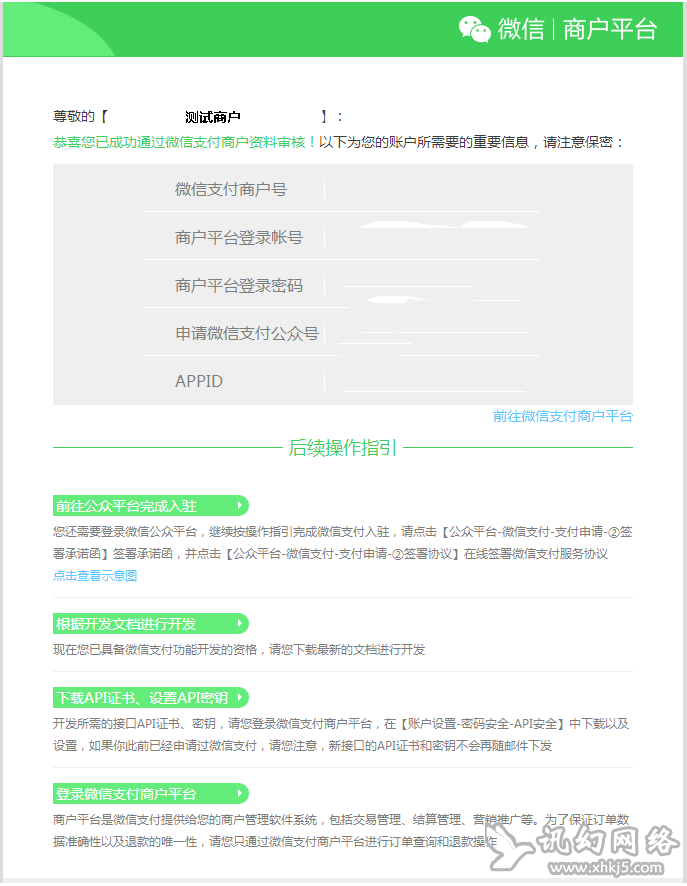 微信 | 商户平台
尊敬的【 测试商户 】：
恭喜您已成功通过微信支付商户资料审核！以下为您的账户所需要的重要信息，请注意保密：
微信支付商户号
商户平台登录帐号
商户平台登录密码
申请微信支付公众号
APPID
前往微信支付商户平台
后续操作指引
前往公众平台完成入驻
您还需要登录微信公众平台，继续按操作指引完成微信支付入驻，请点击【公众平台-微信支付-支付申请-②签
署承诺函】签署承诺函，并点击【公众平台-微信支付-支付申请-②签署协议】在线签署微信支付服务协议
点击查看示意图
根据开发文档进行开发
现在您已具备微信支付功能开发的资格，请您下载最新的文档进行开发
下载API证书、设置API密钥
开发所需的接口API证书、密钥，请您登录微信支付商户平台，在【账户设置-密码安全-API安全】中下载以及
设置，如果你此前已经申请过微信支付，请您注意，新接口的API证书和密钥不会再随邮件下发
登录微信支付商户平台
商户平台是微信支付提供给您的商户管理软件系统，包括交易管理、结算管理、营销推广等。为了保证订单数
据准确性以及退款的唯一性，请您只通过微信支付商户平台进行订单查询和退款操作
讯幻网络
www.xhkj5.com